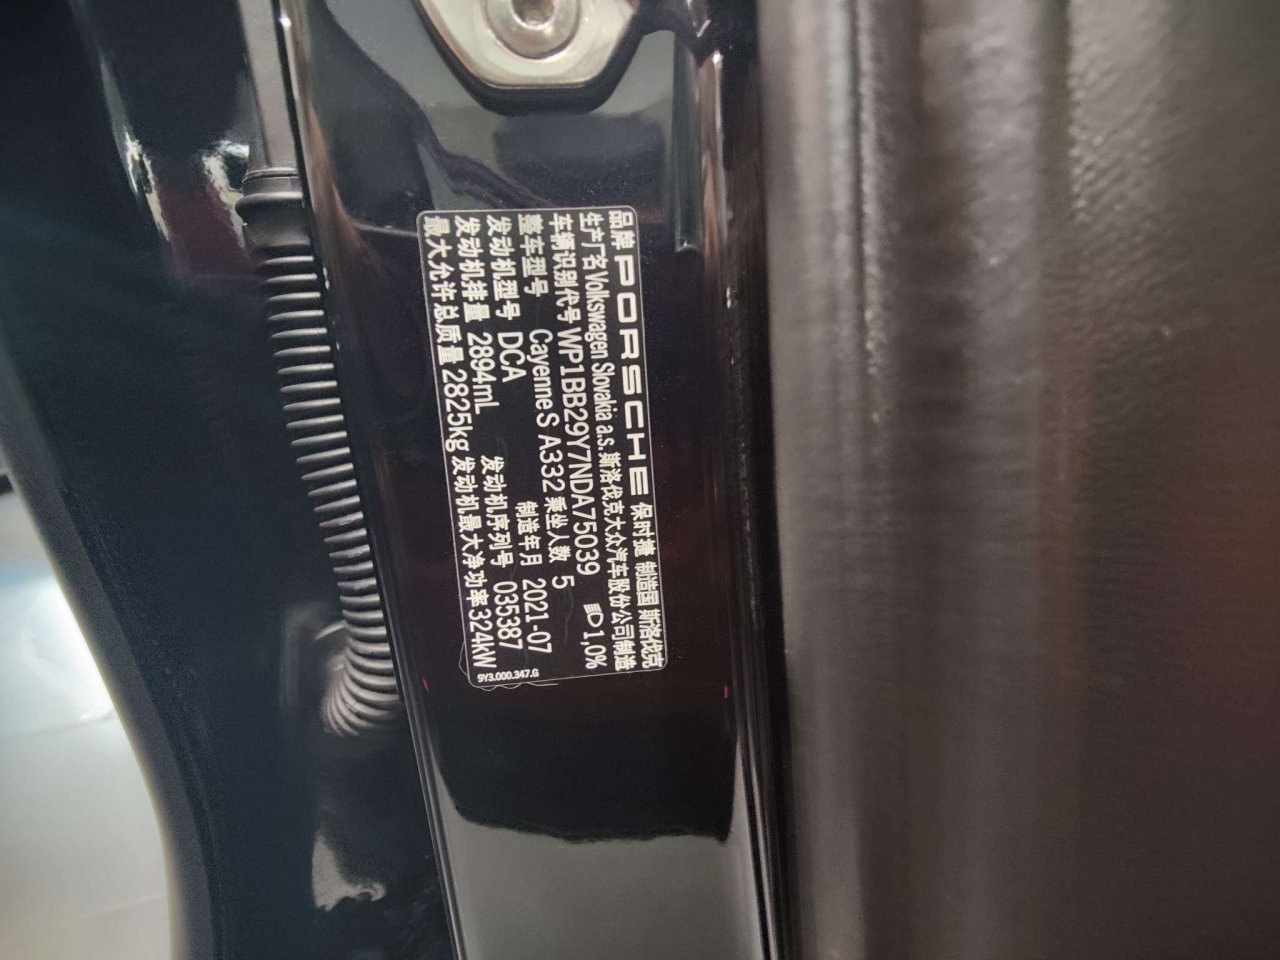 品牌 PORSCHE 保时捷 制造国 斯洛伐克
生产厂名 Volkswagen Slovakia a.s. 斯洛伐克大众汽车股份公司制造
车辆识别代号 WP1BB29Y7NDA75039 D1,0%
整车型号 Cayenne S A332 乘坐人数 5
发动机型号 DCA 制造年月 2021-07
发动机排量 2894mL 发动机序列号 035387
最大允许总质量 2825kg 发动机最大净功率 324kW
9Y3.000.347.G